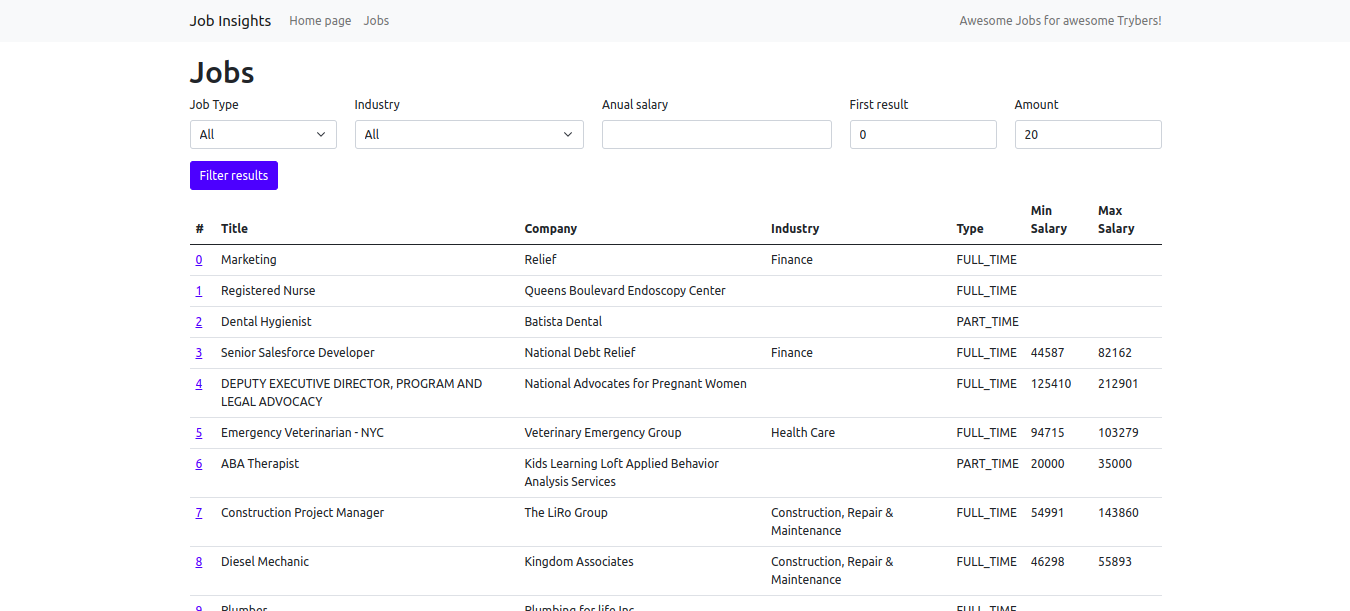 Job Insights Home page Jobs Awesome Jobs for awesome Trybers!
Jobs
Job Type Industry Anual salary First result Amount
All All 0 20
Filter results
# Title Company Industry Type Min Salary Max Salary
0 Marketing Relief Finance FULL_TIME
1 Registered Nurse Queens Boulevard Endoscopy Center FULL_TIME
2 Dental Hygienist Batista Dental PART_TIME
3 Senior Salesforce Developer National Debt Relief Finance FULL_TIME 44587 82162
4 DEPUTY EXECUTIVE DIRECTOR, PROGRAM AND National Advocates for Pregnant Women FULL_TIME 125410 212901
LEGAL ADVOCACY
5 Emergency Veterinarian - NYC Veterinary Emergency Group Health Care FULL_TIME 94715 103279
6 ABA Therapist Kids Learning Loft Applied Behavior PART_TIME 20000 35000
Analysis Services
7 Construction Project Manager The LiRo Group Construction, Repair & FULL_TIME 54991 143860
Maintenance
8 Diesel Mechanic Kingdom Associates Construction, Repair & FULL_TIME 46298 55893
Maintenance
9 Plumber Plumbing for life Inc FULL_TIME